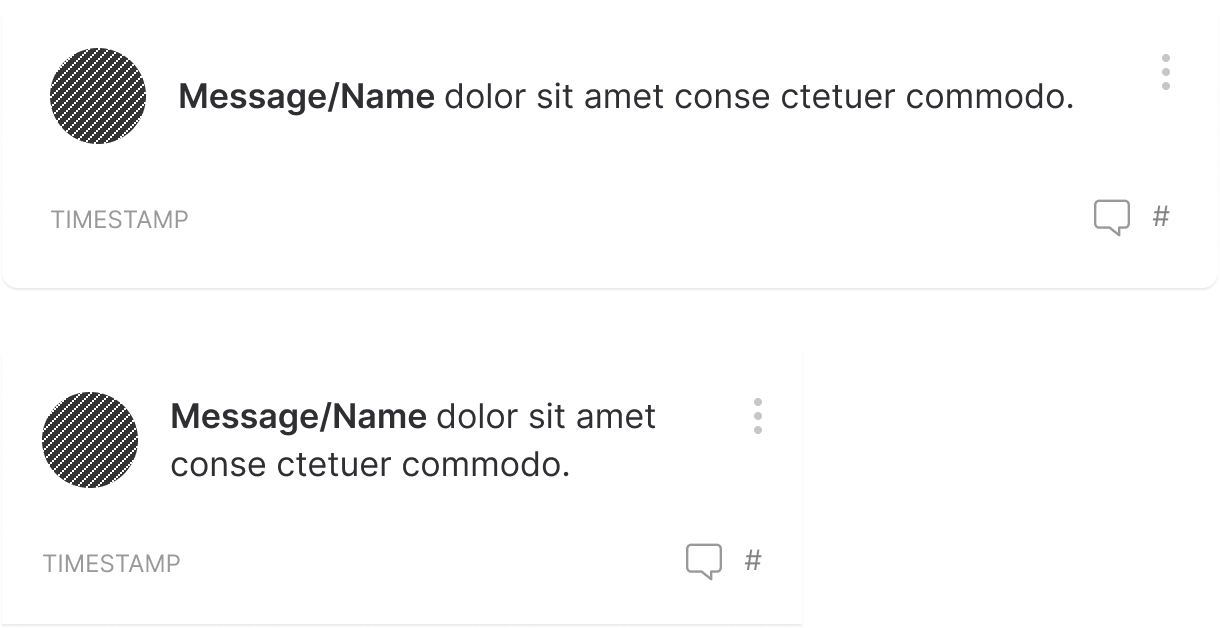 Message/Name dolor sit amet conse ctetuer commodo.
TIMESTAMP #
Message/Name dolor sit amet
conse ctetuer commodo.
TIMESTAMP #